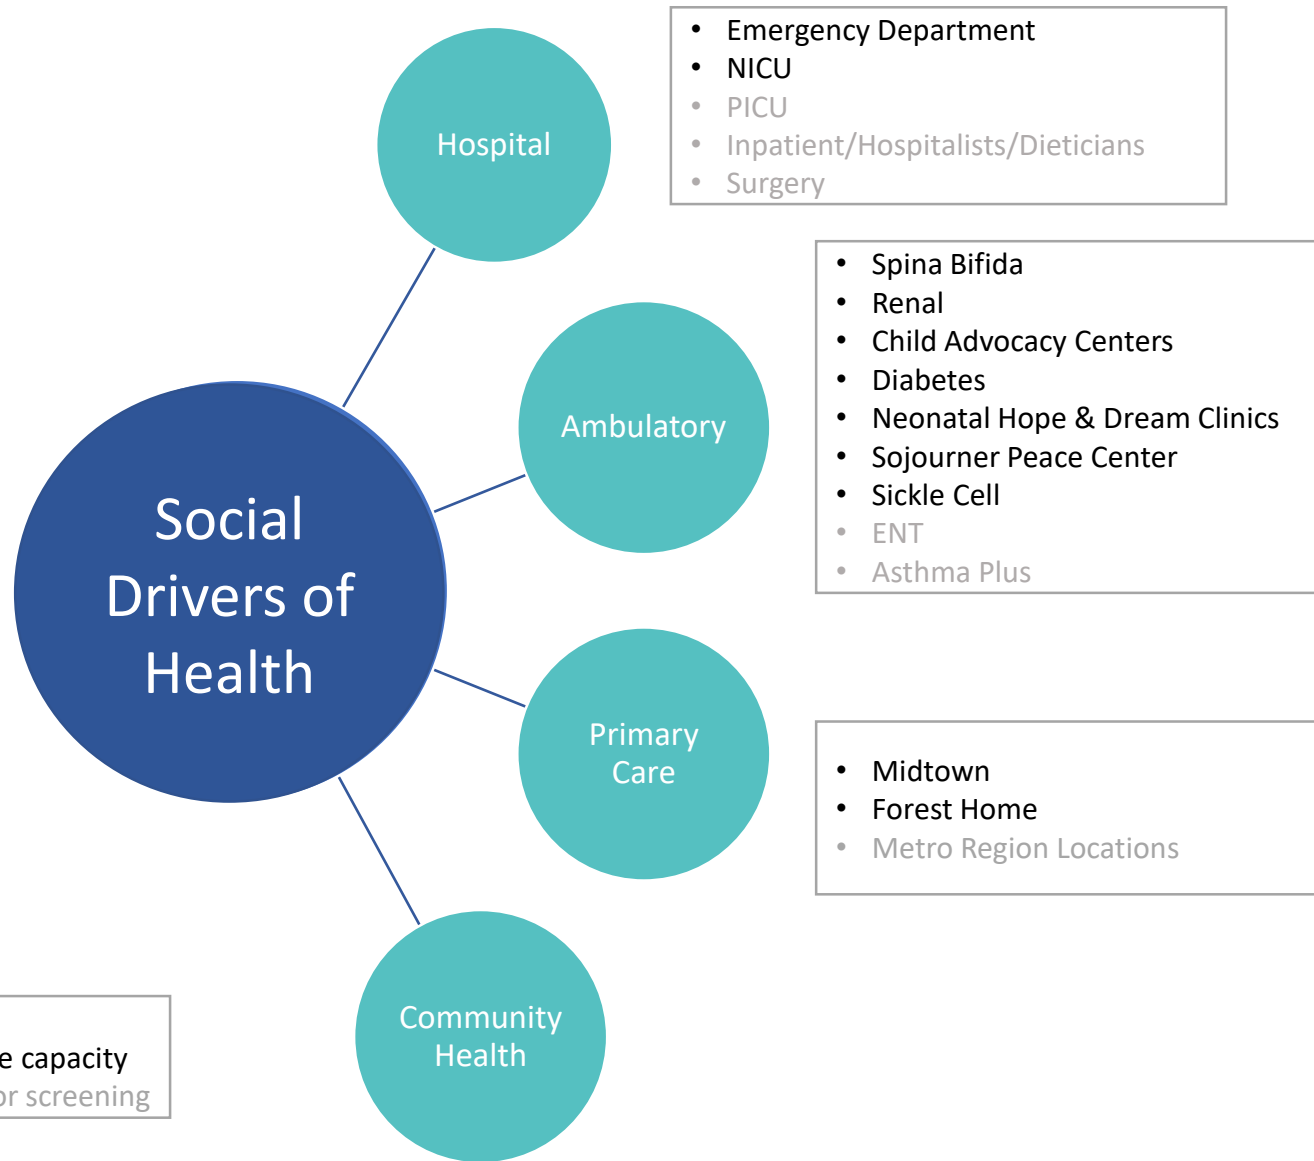 Hospital
• Emergency Department
• NICU
• PICU
• Inpatient/Hospitalists/Dieticians
• Surgery
Ambulatory
• Spina Bifida
• Renal
• Child Advocacy Centers
• Diabetes
• Neonatal Hope & Dream Clinics
• Sojourner Peace Center
• Sickle Cell
• ENT
• Asthma Plus
Social
Drivers of
Health
Primary
Care
• Midtown
• Forest Home
• Metro Region Locations
Community
Health
e capacity
or screening